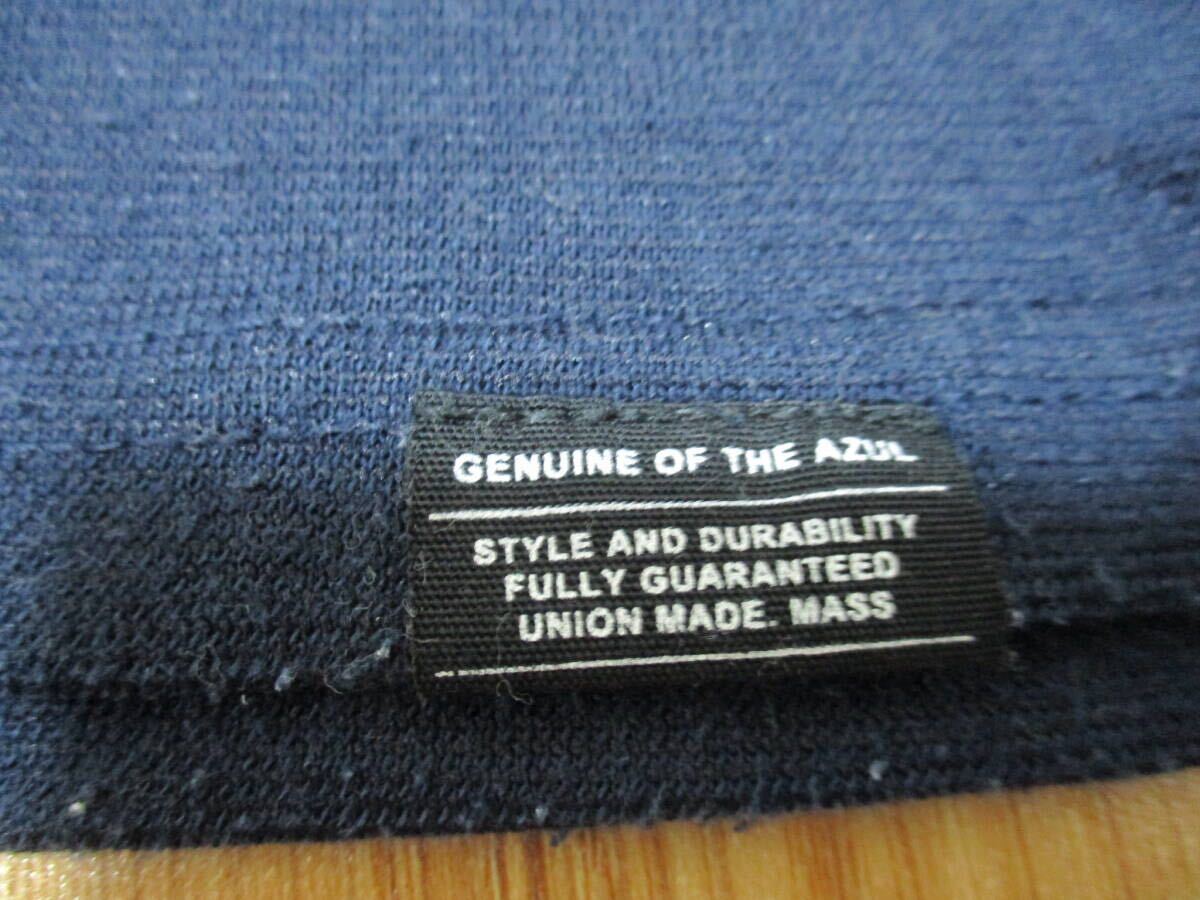 GENUINE OF THE AZUL
STYLE AND DURABILITY
FULLY GUARANTEED
UNION MADE. MASS